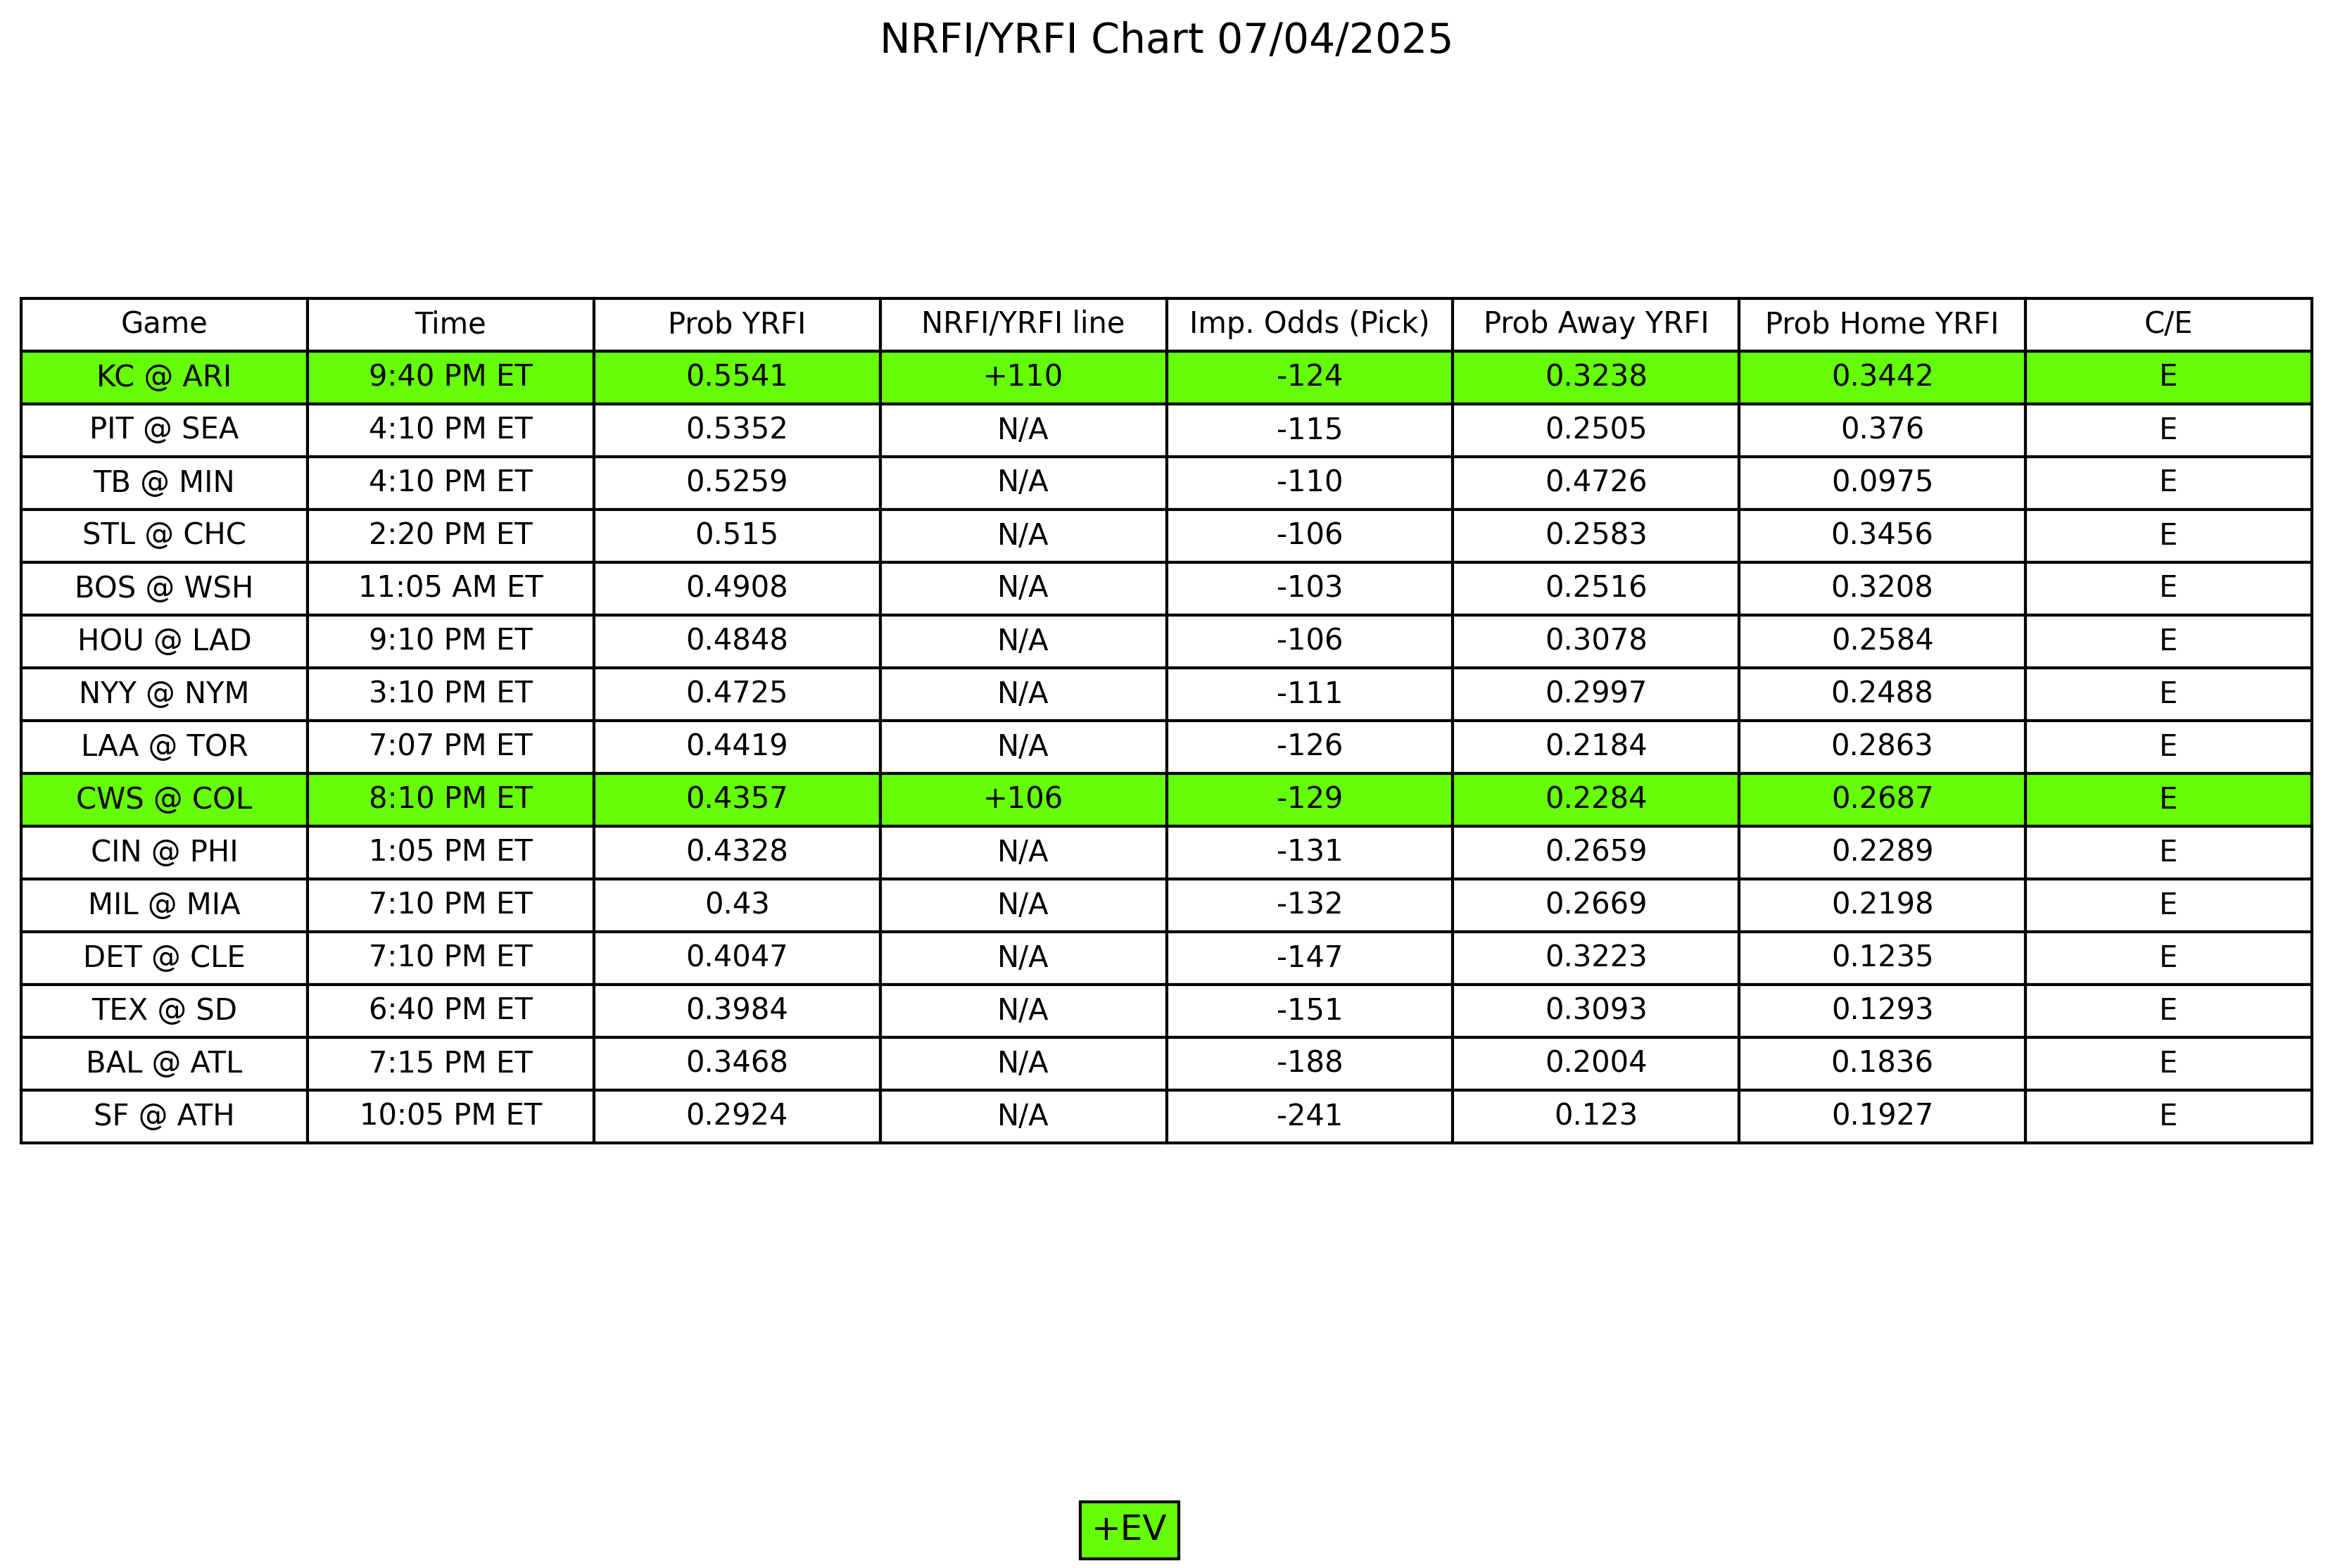 NRFI/YRFI Chart 07/04/2025
Game Time Prob YRFI NRFI/YRFI line Imp. Odds (Pick) Prob Away YRFI Prob Home YRFI C/E
KC @ ARI 9:40 PM ET 0.5541 +110 -124 0.3238 0.3442 E
PIT @ SEA 4:10 PM ET 0.5352 N/A -115 0.2505 0.376 E
TB @ MIN 4:10 PM ET 0.5259 N/A -110 0.4726 0.0975 E
STL @ CHC 2:20 PM ET 0.515 N/A -106 0.2583 0.3456 E
BOS @ WSH 11:05 AM ET 0.4908 N/A -103 0.2516 0.3208 E
HOU @ LAD 9:10 PM ET 0.4848 N/A -106 0.3078 0.2584 E
NYY @ NYM 3:10 PM ET 0.4725 N/A -111 0.2997 0.2488 E
LAA @ TOR 7:07 PM ET 0.4419 N/A -126 0.2184 0.2863 E
CWS @ COL 8:10 PM ET 0.4357 +106 -129 0.2284 0.2687 E
CIN @ PHI 1:05 PM ET 0.4328 N/A -131 0.2659 0.2289 E
MIL @ MIA 7:10 PM ET 0.43 N/A -132 0.2669 0.2198 E
DET @ CLE 7:10 PM ET 0.4047 N/A -147 0.3223 0.1235 E
TEX @ SD 6:40 PM ET 0.3984 N/A -151 0.3093 0.1293 E
BAL @ ATL 7:15 PM ET 0.3468 N/A -188 0.2004 0.1836 E
SF @ ATH 10:05 PM ET 0.2924 N/A -241 0.123 0.1927 E
+EV